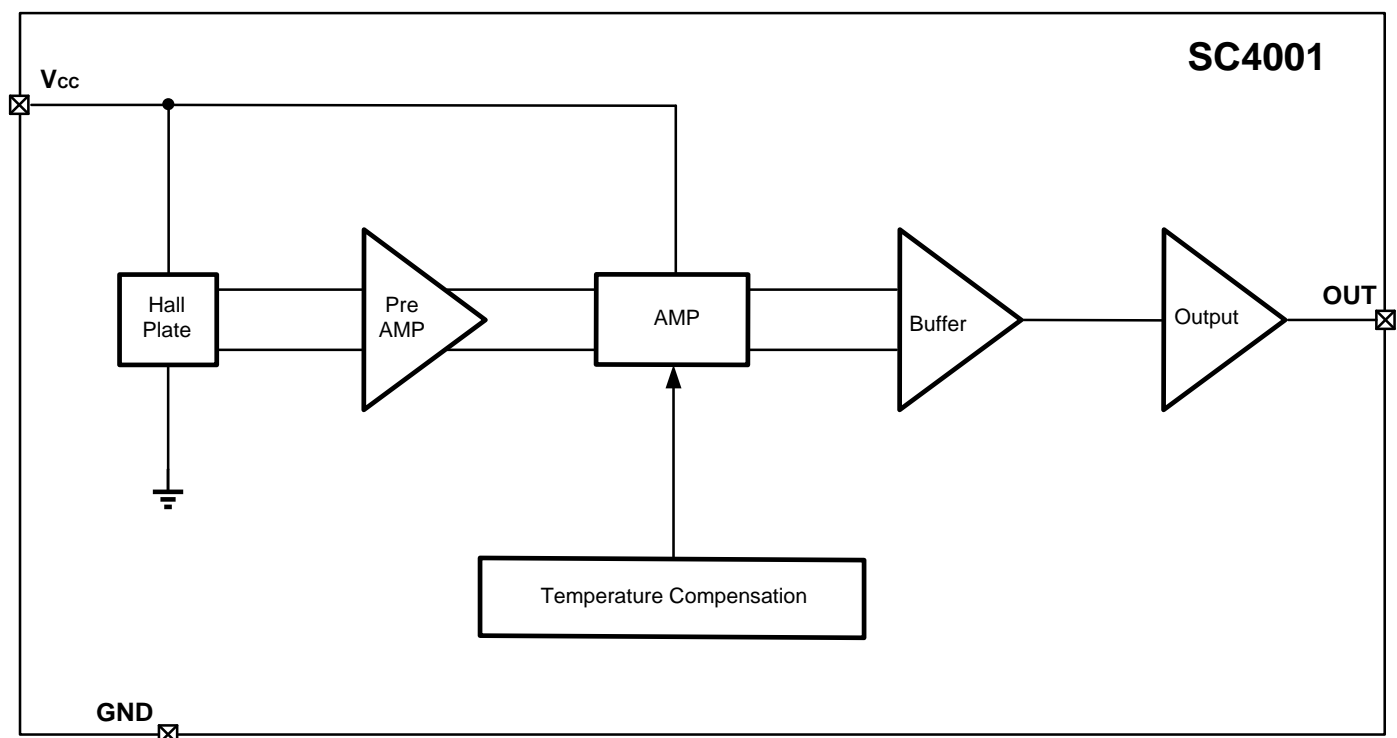 SC4001
Vcc
Hall
Plate
Pre
AMP
AMP
Buffer
Output
OUT
Temperature Compensation
GND